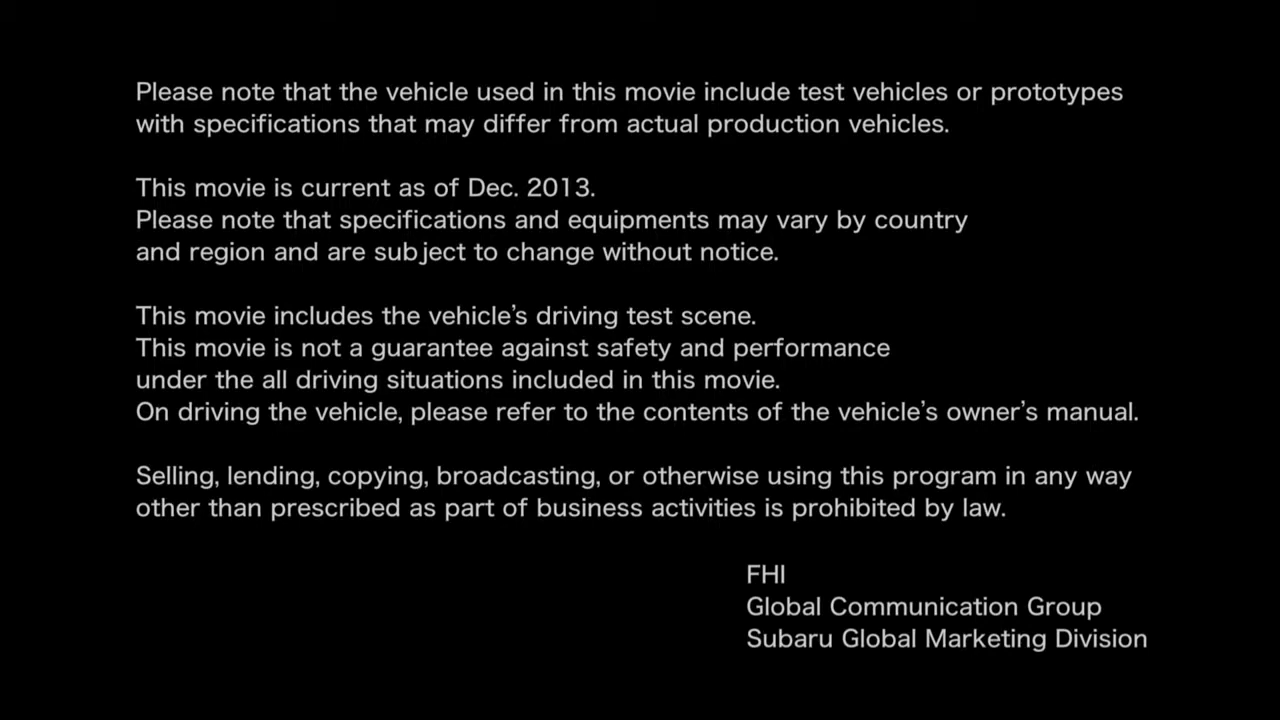 Please note that the vehicle used in this movie include test vehicles or prototypes
with specifications that may differ from actual production vehicles.
This movie is current as of Dec. 2013.
Please note that specifications and equipments may vary by country
and region and are subject to change without notice.
This movie includes the vehicle’s driving test scene.
This movie is not a guarantee against safety and performance
under the all driving situations included in this movie.
On driving the vehicle, please refer to the contents of the vehicle’s owner’s manual.
Selling, lending, copying, broadcasting, or otherwise using this program in any way
other than prescribed as part of business activities is prohibited by law.
FHI
Global Communication Group
Subaru Global Marketing Division